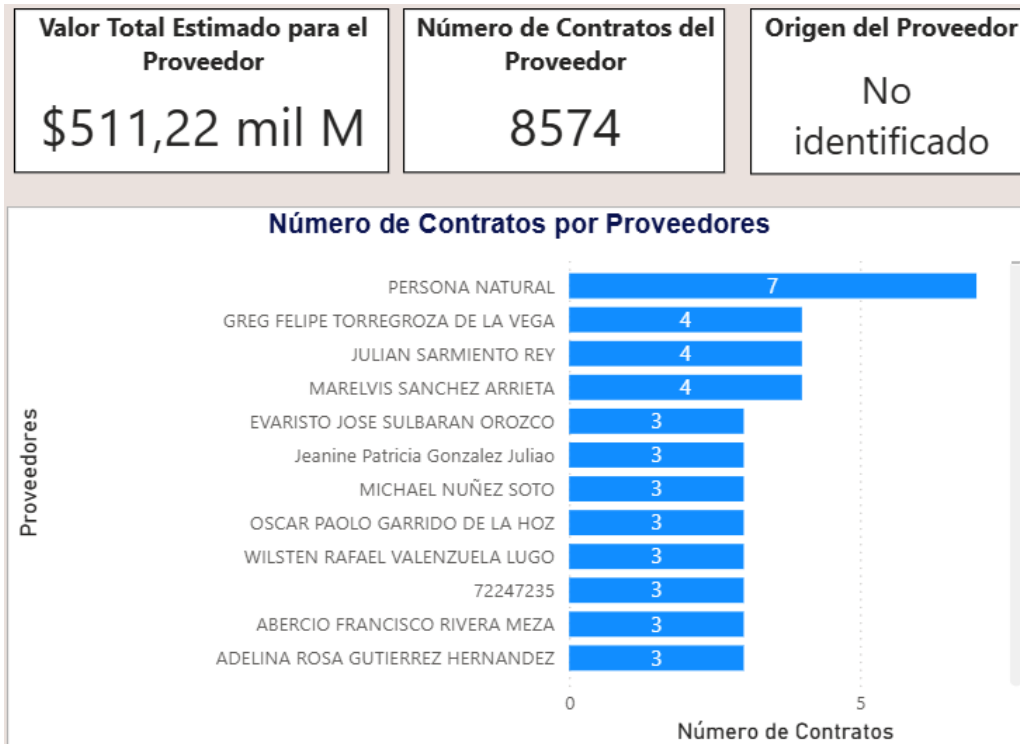 Valor Total Estimado para el
Proveedor
$511,22 mil M
Número de Contratos del
Proveedor
8574
Origen del Proveedor
No
identificado
Número de Contratos por Proveedores
Proveedores
PERSONA NATURAL 7
GREG FELIPE TORREGROZA DE LA VEGA 4
JULIAN SARMIENTO REY 4
MARELVIS SANCHEZ ARRIETA 4
EVARISTO JOSE SULBARAN OROZCO 3
Jeanine Patricia Gonzalez Juliao 3
MICHAEL NUÑEZ SOTO 3
OSCAR PAOLO GARRIDO DE LA HOZ 3
WILSTEN RAFAEL VALENZUELA LUGO 3
72247235 3
ABERCIO FRANCISCO RIVERA MEZA 3
ADELINA ROSA GUTIERREZ HERNANDEZ 3
0 5
Número de Contratos